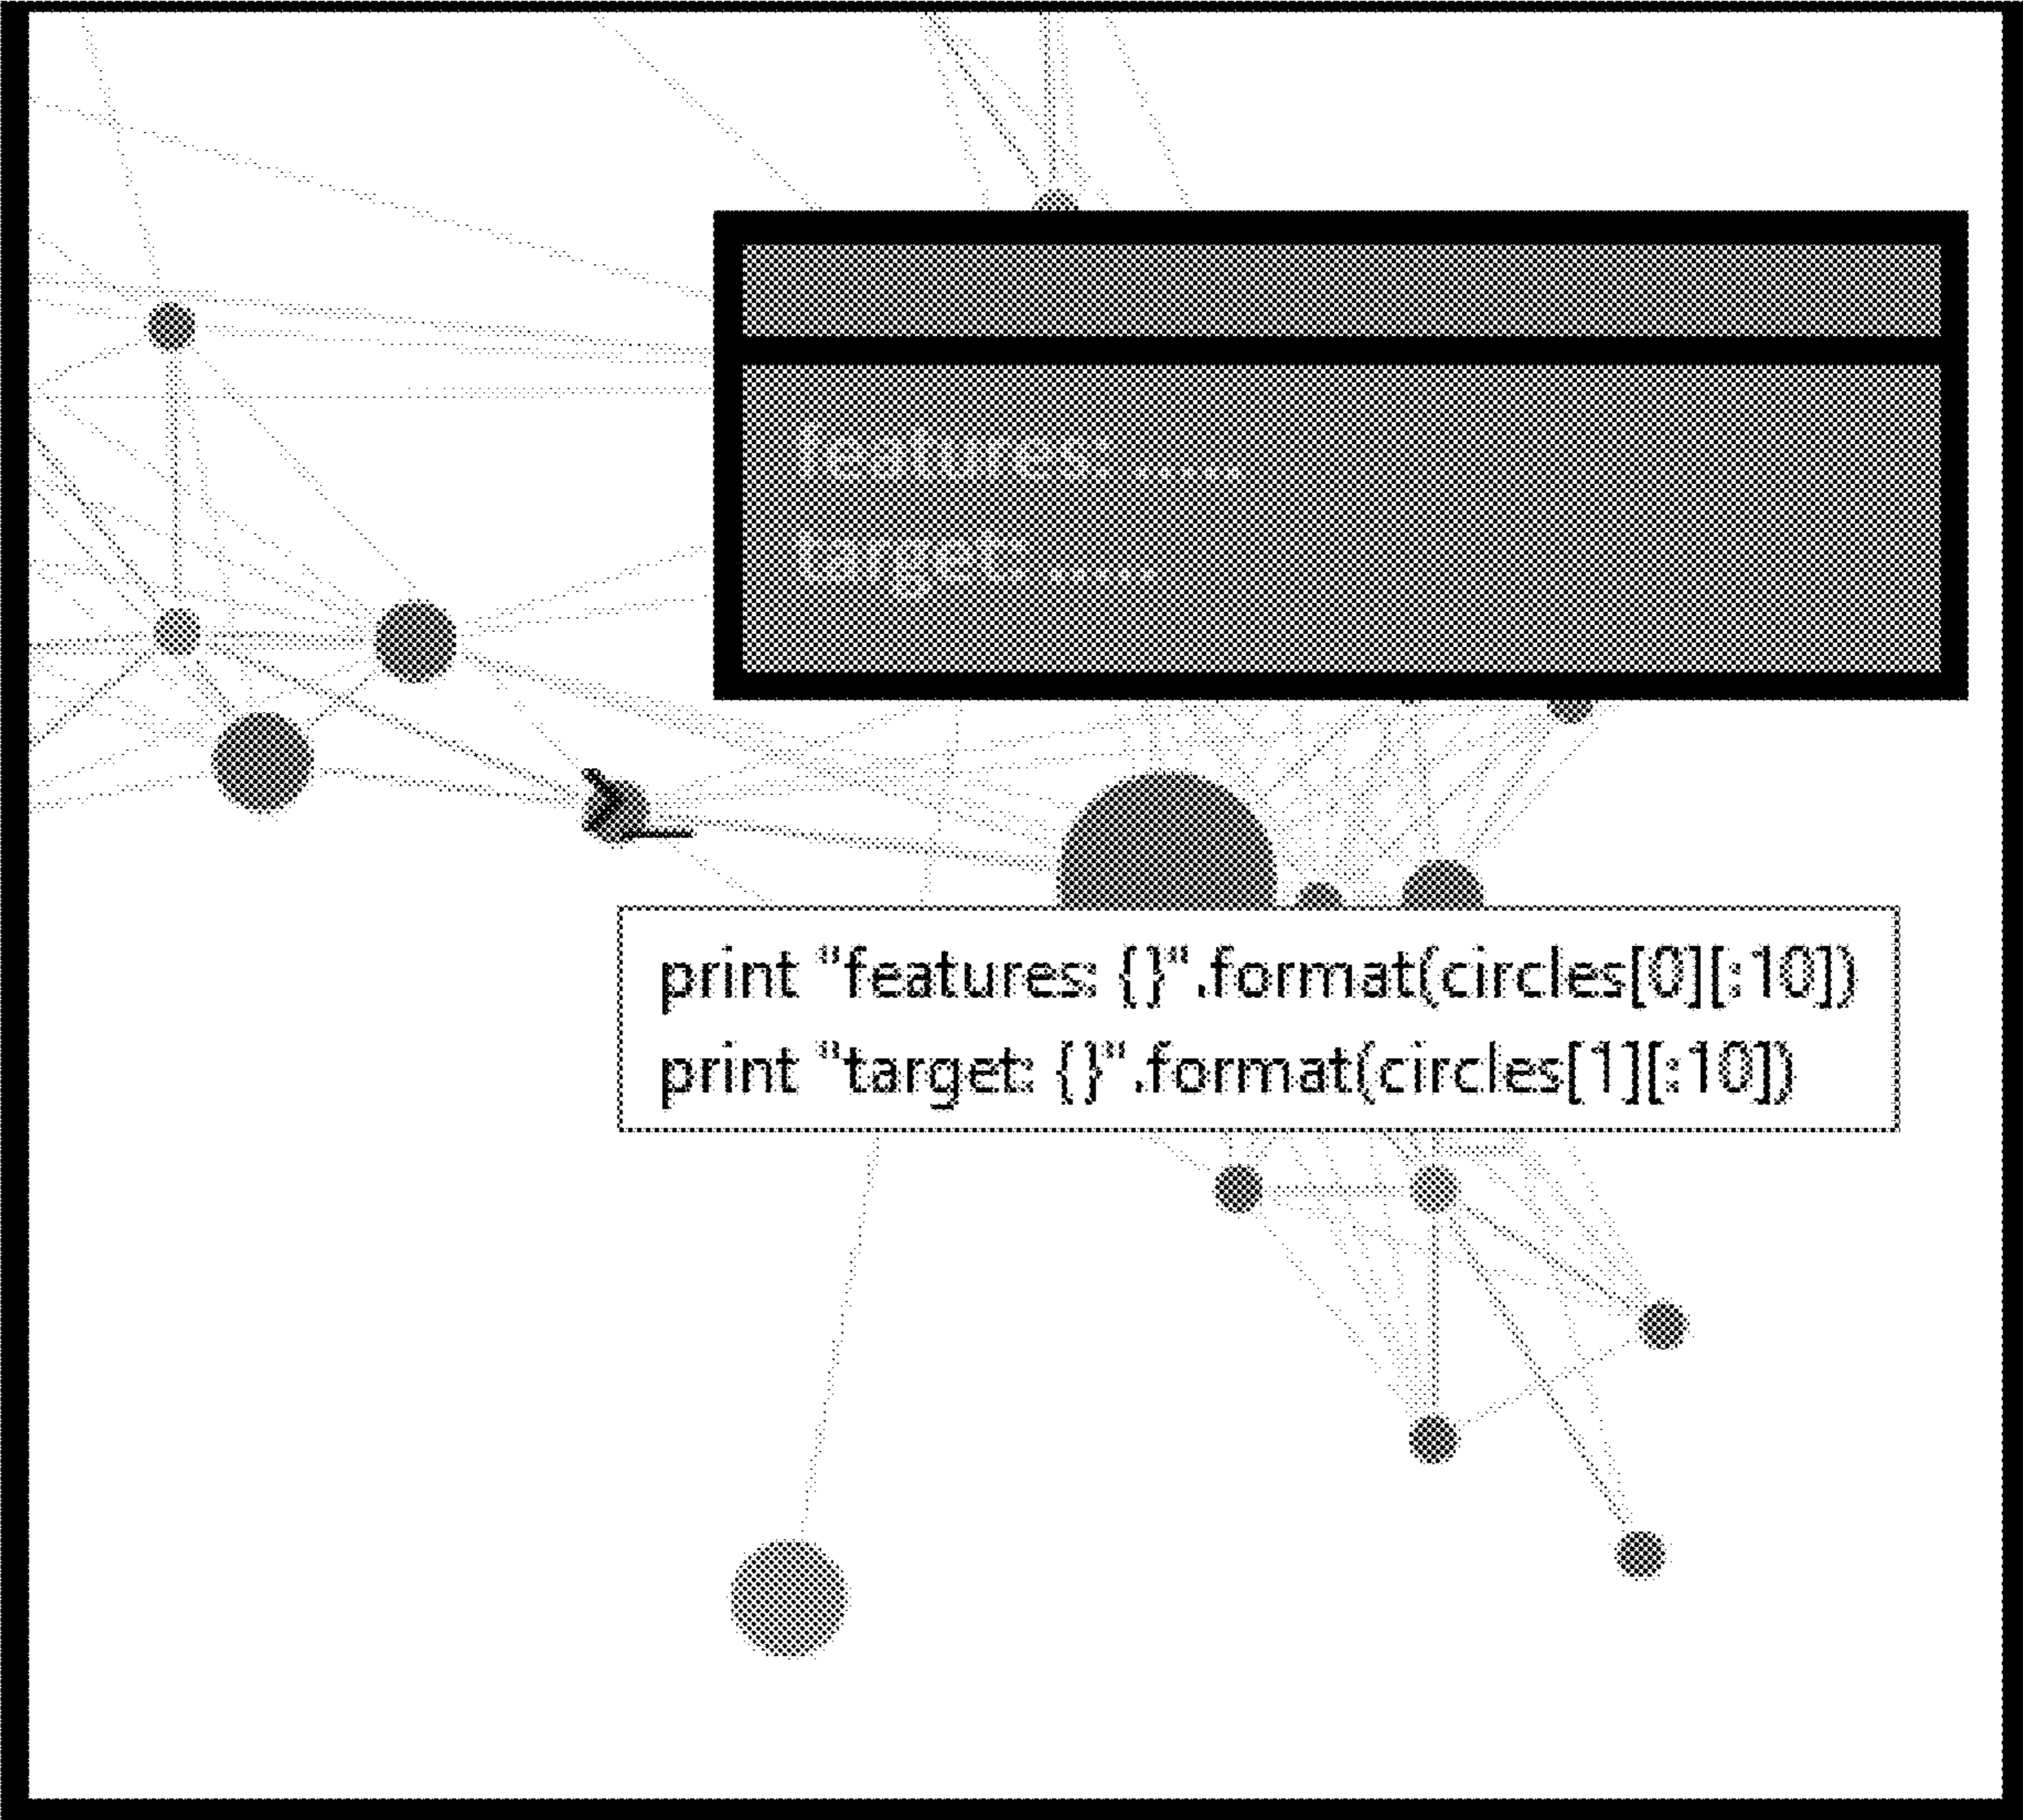 features: .....
target: .....
>_
print "features: {}".format(circles[0][:10])
print "target: {}".format(circles[1][:10])